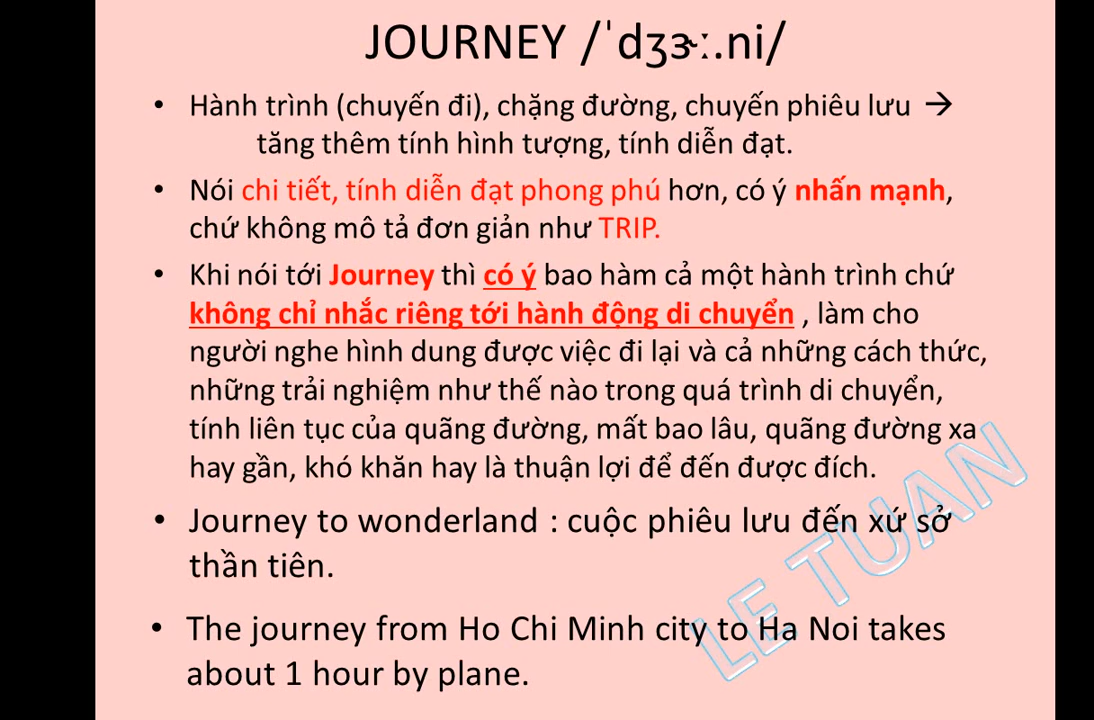 JOURNEY /ˈdʒɝː.ni/
• Hành trình (chuyến đi), chặng đường, chuyến phiêu lưu →
tăng thêm tính hình tượng, tính diễn đạt.
• Nói chi tiết, tính diễn đạt phong phú hơn, có ý nhấn mạnh,
chứ không mô tả đơn giản như TRIP.
• Khi nói tới Journey thì có ý bao hàm cả một hành trình chứ
không chỉ nhắc riêng tới hành động di chuyển , làm cho
người nghe hình dung được việc đi lại và cả những cách thức,
những trải nghiệm như thế nào trong quá trình di chuyển,
tính liên tục của quãng đường, mất bao lâu, quãng đường xa
hay gần, khó khăn hay là thuận lợi để đến được đích.
• Journey to wonderland : cuộc phiêu lưu đến xứ sở
thần tiên.
• The journey from Ho Chi Minh city to Ha Noi takes
about 1 hour by plane.
LE TUAN